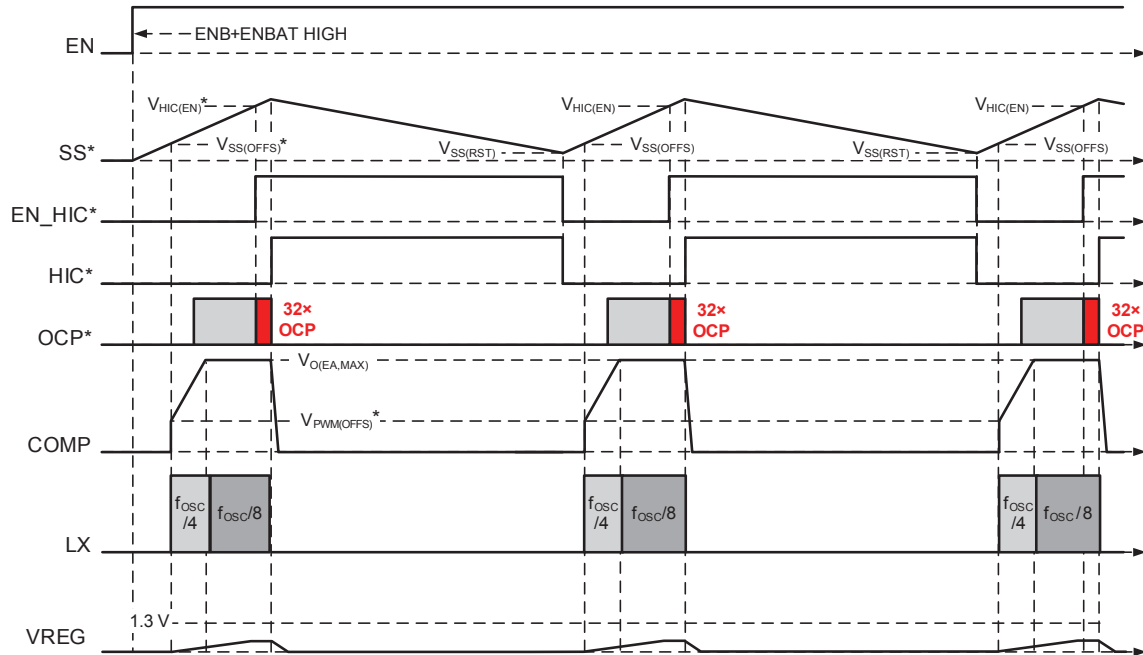 EN
ENB+ENBAT HIGH
VHIC(EN)* VHIC(EN) VHIC(EN)
VSS(OFFS)* VSS(OFFS) VSS(OFFS)
SS* VSS(RST) VSS(RST)
EN_HIC*
HIC*
32× 32× 32×
OCP* OCP OCP OCP
VO(EA,MAX)
VPWM(OFFS)*
COMP
fOSC fOSC fOSC
/4 fOSC/8 /4 fOSC/8 /4 fOSC/8
LX
1.3 V
VREG